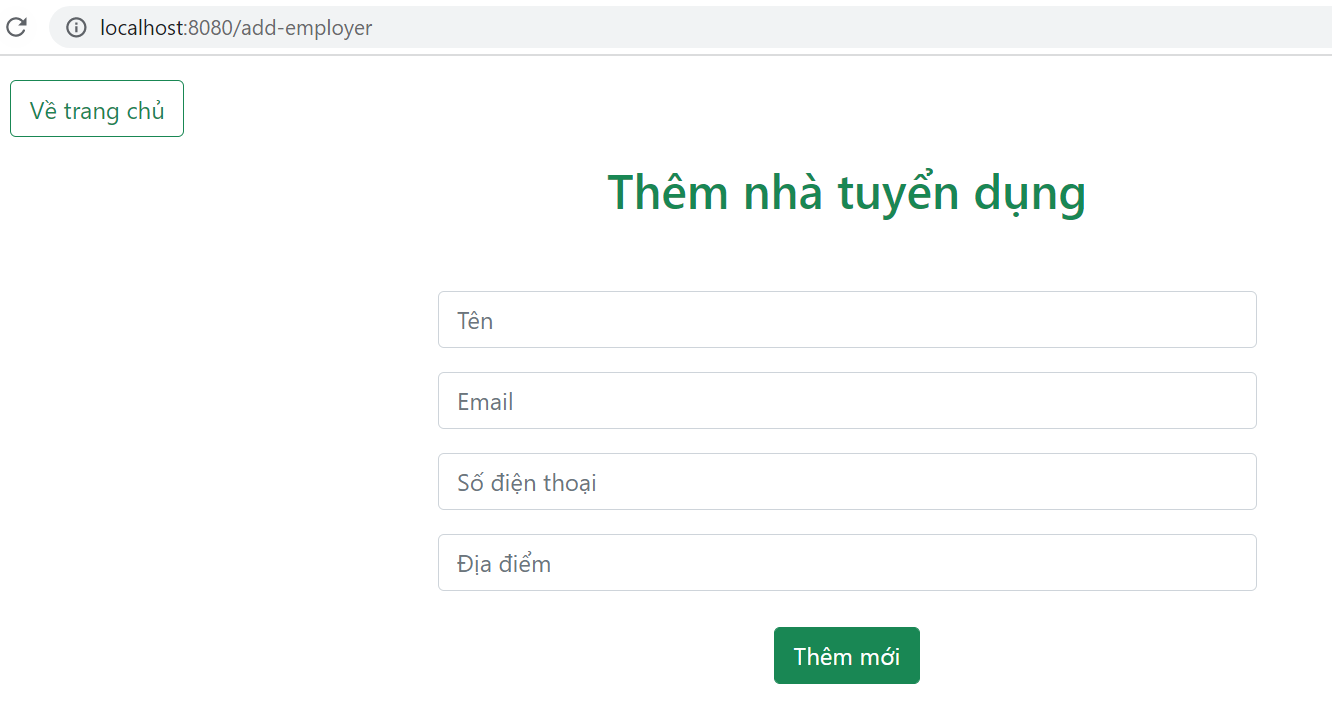 localhost:8080/add-employer
Về trang chủ
Thêm nhà tuyển dụng
Tên
Email
Số điện thoại
Địa điểm
Thêm mới